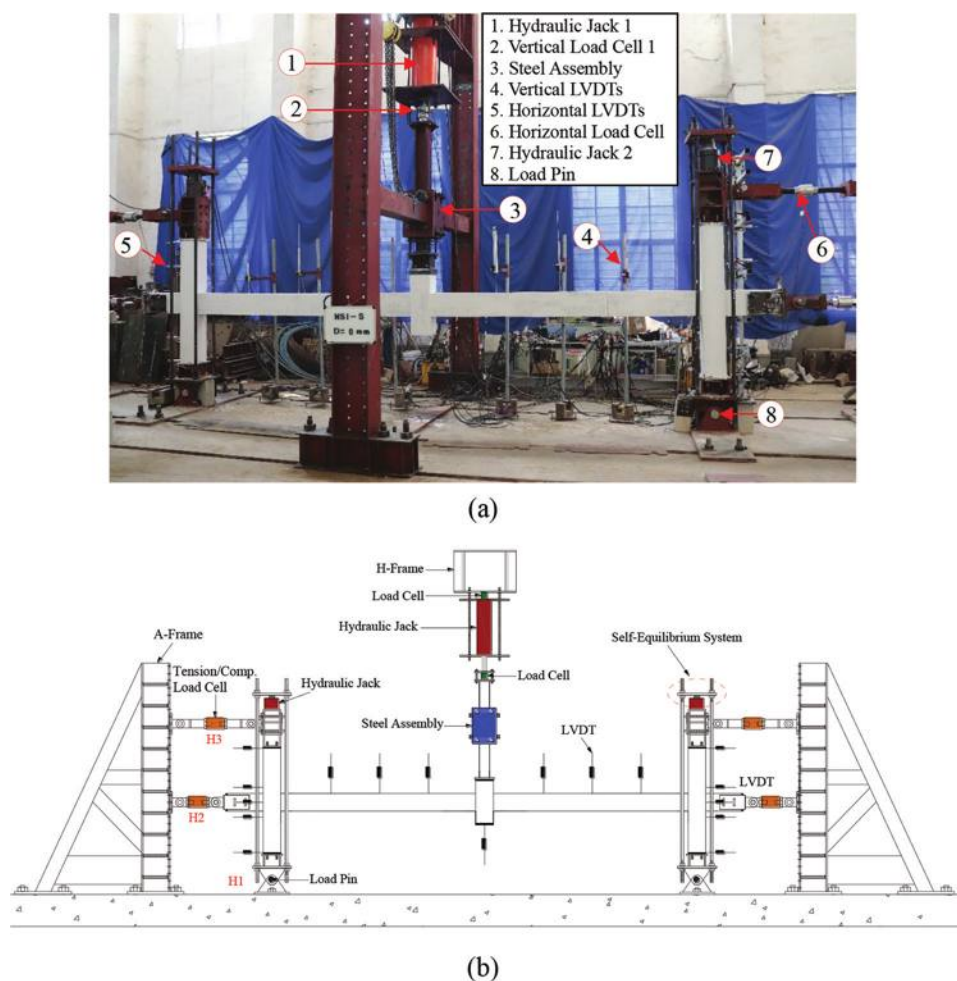 1. Hydraulic Jack 1
2. Vertical Load Cell 1
3. Steel Assembly
4. Vertical LVDTs
5. Horizontal LVDTs
6. Horizontal Load Cell
7. Hydraulic Jack 2
8. Load Pin
1
2
3
4
5
6
7
8
MSI-S
D= 0 mm
(a)
H-Frame
Load Cell
Hydraulic Jack
A-Frame
Self-Equilibrium System
Tension/Comp.
Load Cell
Hydraulic Jack
Load Cell
Steel Assembly
LVDT
H3
LVDT
H2
H1
Load Pin
(b)